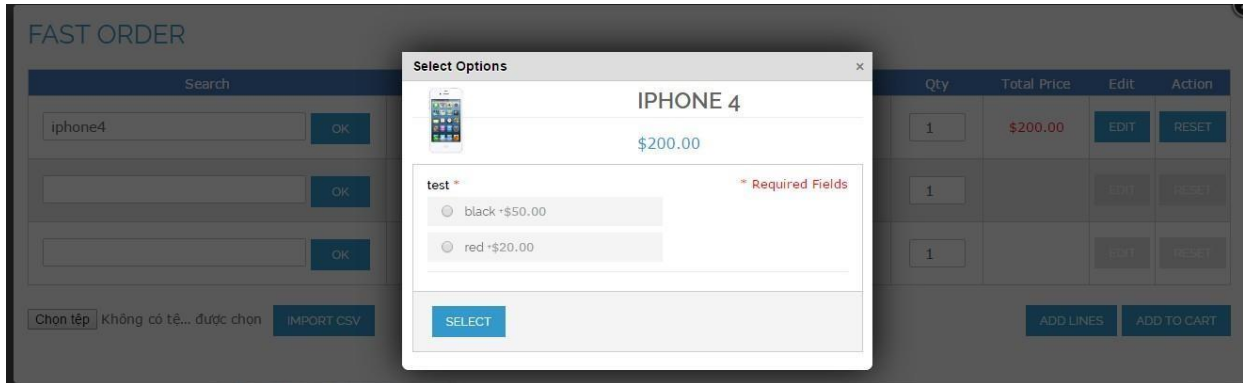 FAST ORDER
Search
Qty
Total Price
Edit
Action
iphone4
OK
1
$200.00
EDIT
RESET
OK
1
EDIT
RESET
OK
1
EDIT
RESET
Chọn tệp Không có tệ... được chọn
IMPORT CSV
ADD LINES
ADD TO CART
Select Options
×
IPHONE 4
$200.00
test *
* Required Fields
black +$50.00
red +$20.00
SELECT